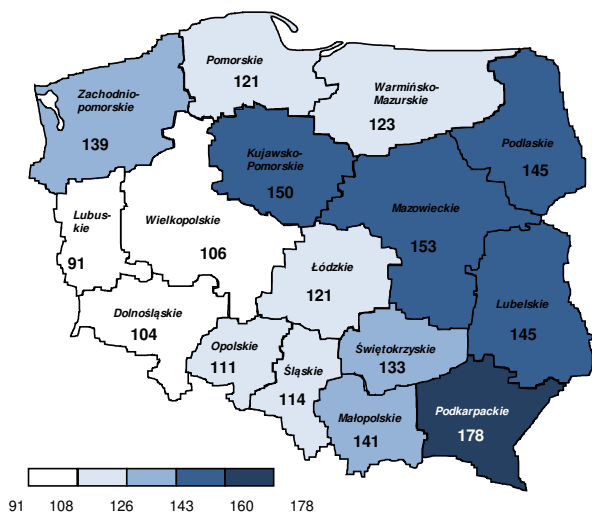 Pomorskie
121
Warmińsko-
Mazurskie
123
Zachodnio-
pomorskie
139
Podlaskie
145
Kujawsko-
Pomorskie
150
Mazowieckie
153
Lubus-
kie
91
Wielkopolskie
106
Łódzkie
121
Lubelskie
145
Dolnośląskie
104
Opolskie
111
Śląskie
114
Świętokrzyskie
133
Małopolskie
141
Podkarpackie
178
91 108 126 143 160 178